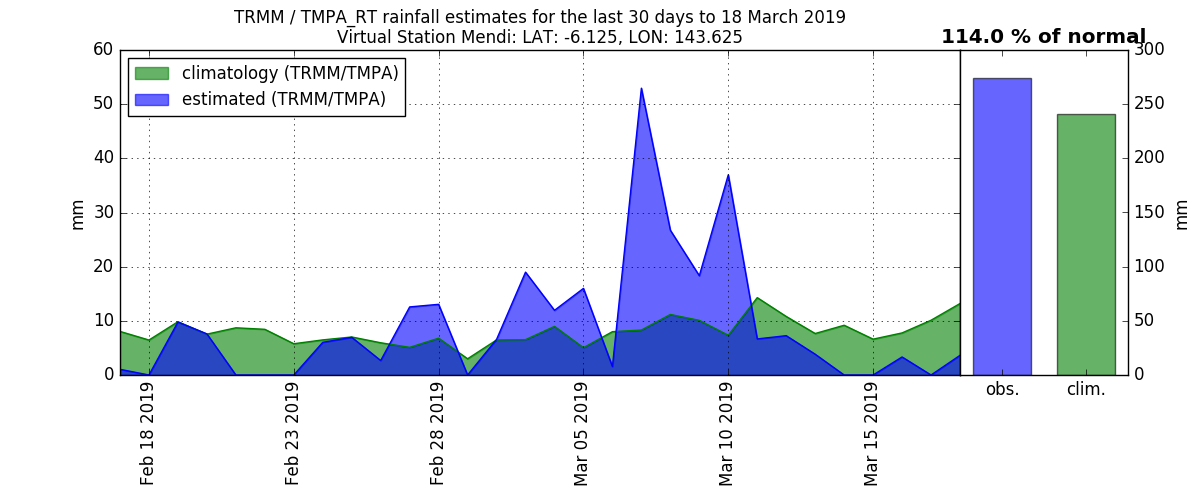 TRMM / TMPA_RT rainfall estimates for the last 30 days to 18 March 2019
Virtual Station Mendi: LAT: -6.125, LON: 143.625
114.0 % of normal
climatology (TRMM/TMPA)
estimated (TRMM/TMPA)
60
50
40
30
20
10
0
mm
Feb 18 2019
Feb 23 2019
Feb 28 2019
Mar 05 2019
Mar 10 2019
Mar 15 2019
300
250
200
150
100
50
0
mm
obs.
clim.